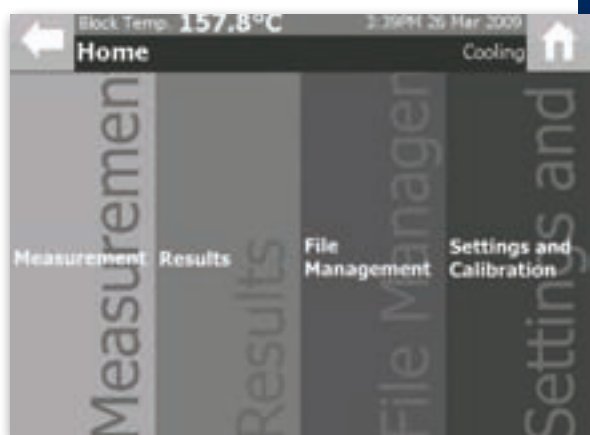 Block Temp. 157.8°C 3:39PM 26 Mar 2009
Home Cooling
Measurement
Results
File
Management
Settings and
Calibration
Measuremen
Results
File Managem
Settings and